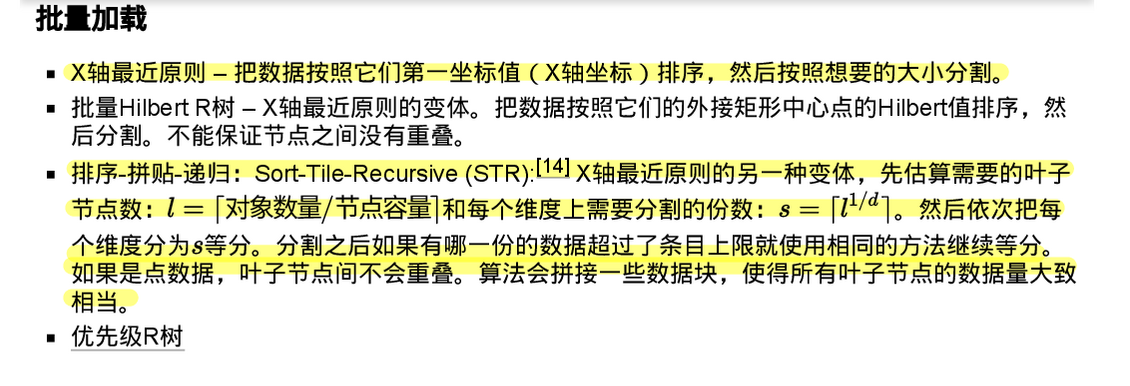 批量加载
▪ X轴最近原则 – 把数据按照它们第一坐标值（X轴坐标）排序，然后按照想要的大小分割。
▪ 批量Hilbert R树 – X轴最近原则的变体。把数据按照它们的外接矩形中心点的Hilbert值排序，然
后分割。不能保证节点之间没有重叠。
▪ 排序-拼贴-递归：Sort-Tile-Recursive (STR):[14] X轴最近原则的另一种变体，先估算需要的叶子
节点数：l = ⌈对象数量/节点容量⌉和每个维度上需要分割的份数：s = ⌈l^{1/d}⌉。然后依次把每
个维度分为s等分。分割之后如果有哪一份的数据超过了条目上限就使用相同的方法继续等分。
如果是点数据，叶子节点间不会重叠。算法会拼接一些数据块，使得所有叶子节点的数据量大致
相当。
▪ 优先级R树